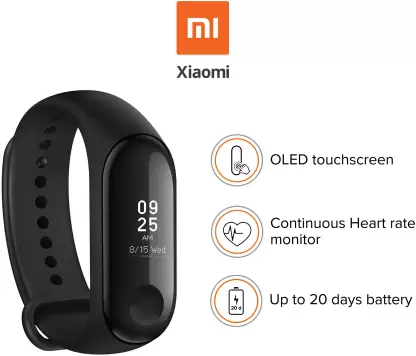 mi
Xiaomi
09
25
AM
8/15 Wed
OLED touchscreen
Continuous Heart rate
monitor
20 d
Up to 20 days battery